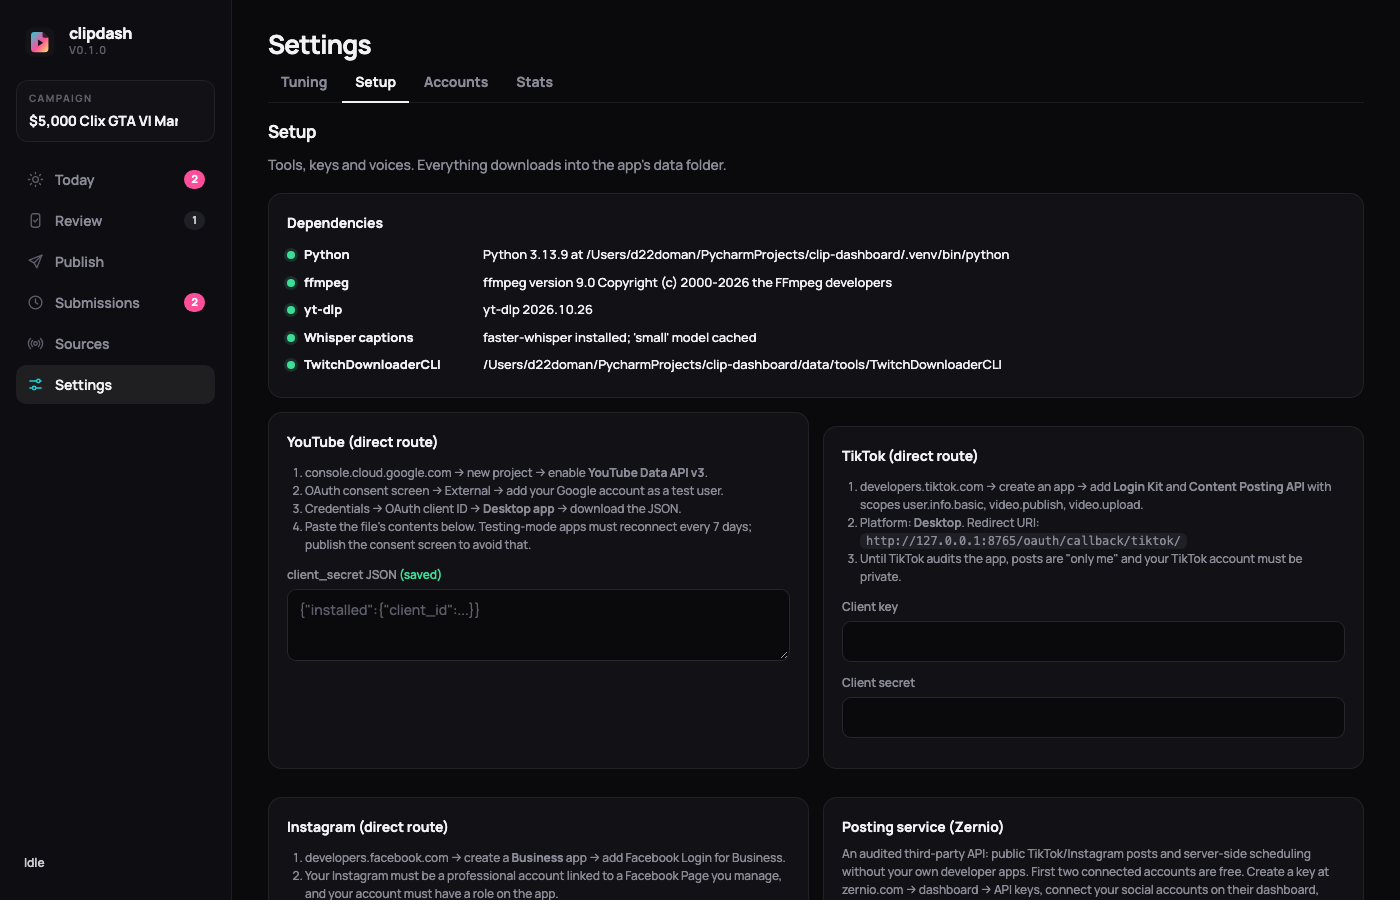 clipdash
V0.1.0
CAMPAIGN
$5,000 Clix GTA VI Mar
Today 2
Review 1
Publish
Submissions 2
Sources
Settings
Idle
Settings
Tuning Setup Accounts Stats
Setup
Tools, keys and voices. Everything downloads into the app's data folder.
Dependencies
Python Python 3.13.9 at /Users/d22doman/PycharmProjects/clip-dashboard/.venv/bin/python
ffmpeg ffmpeg version 9.0 Copyright (c) 2000-2026 the FFmpeg developers
yt-dlp yt-dlp 2026.10.26
Whisper captions faster-whisper installed; 'small' model cached
TwitchDownloaderCLI /Users/d22doman/PycharmProjects/clip-dashboard/data/tools/TwitchDownloaderCLI
YouTube (direct route)
1. console.cloud.google.com → new project → enable YouTube Data API v3.
2. OAuth consent screen → External → add your Google account as a test user.
3. Credentials → OAuth client ID → Desktop app → download the JSON.
4. Paste the file's contents below. Testing-mode apps must reconnect every 7 days;
publish the consent screen to avoid that.
client_secret JSON (saved)
{"installed":{"client_id":...}}
TikTok (direct route)
1. developers.tiktok.com → create an app → add Login Kit and Content Posting API with
scopes user.info.basic, video.publish, video.upload.
2. Platform: Desktop. Redirect URI:
http://127.0.0.1:8765/oauth/callback/tiktok/
3. Until TikTok audits the app, posts are "only me" and your TikTok account must be
private.
Client key
Client secret
Instagram (direct route)
1. developers.facebook.com → create a Business app → add Facebook Login for Business.
2. Your Instagram must be a professional account linked to a Facebook Page you manage,
and your account must have a role on the app.
Posting service (Zernio)
An audited third-party API: public TikTok/Instagram posts and server-side scheduling
without your own developer apps. First two connected accounts are free. Create a key at
zernio.com → dashboard → API keys, connect your social accounts on their dashboard,